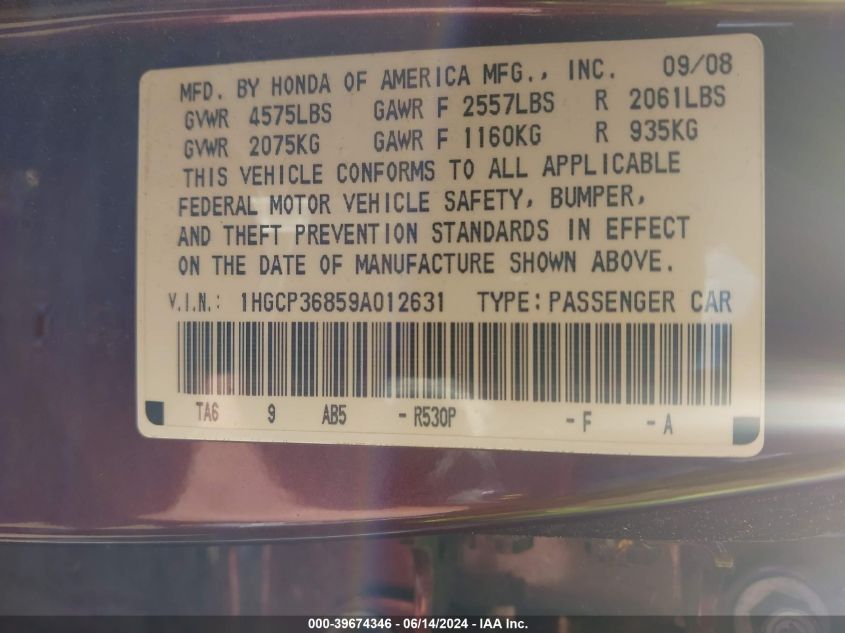 MFD. BY HONDA OF AMERICA MFG., INC. 09/08
GVWR 4575LBS GAWR F 2557LBS R 2061LBS
GVWR 2075KG GAWR F 1160KG R 935KG
THIS VEHICLE CONFORMS TO ALL APPLICABLE
FEDERAL MOTOR VEHICLE SAFETY, BUMPER,
AND THEFT PREVENTION STANDARDS IN EFFECT
ON THE DATE OF MANUFACTURE SHOWN ABOVE.
V.I.N.: 1HGCP36859A012631 TYPE: PASSENGER CAR
TA6 9 AB5 -R530P -F -A
000-39674346 - 06/14/2024 - IAA Inc.